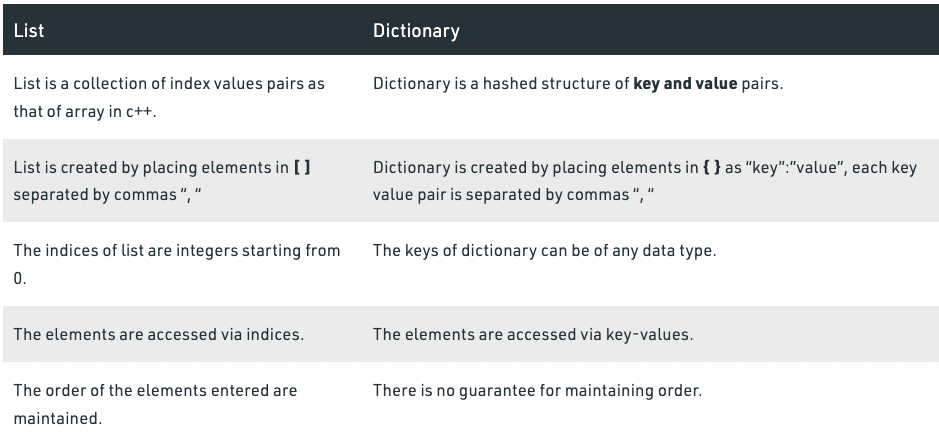 List
Dictionary
List is a collection of index values pairs as
that of array in c++.
Dictionary is a hashed structure of key and value pairs.
List is created by placing elements in [ ]
separated by commas “, “
Dictionary is created by placing elements in { } as “key”:”value”, each key
value pair is separated by commas “, “
The indices of list are integers starting from
0.
The keys of dictionary can be of any data type.
The elements are accessed via indices.
The elements are accessed via key-values.
The order of the elements entered are
maintained.
There is no guarantee for maintaining order.